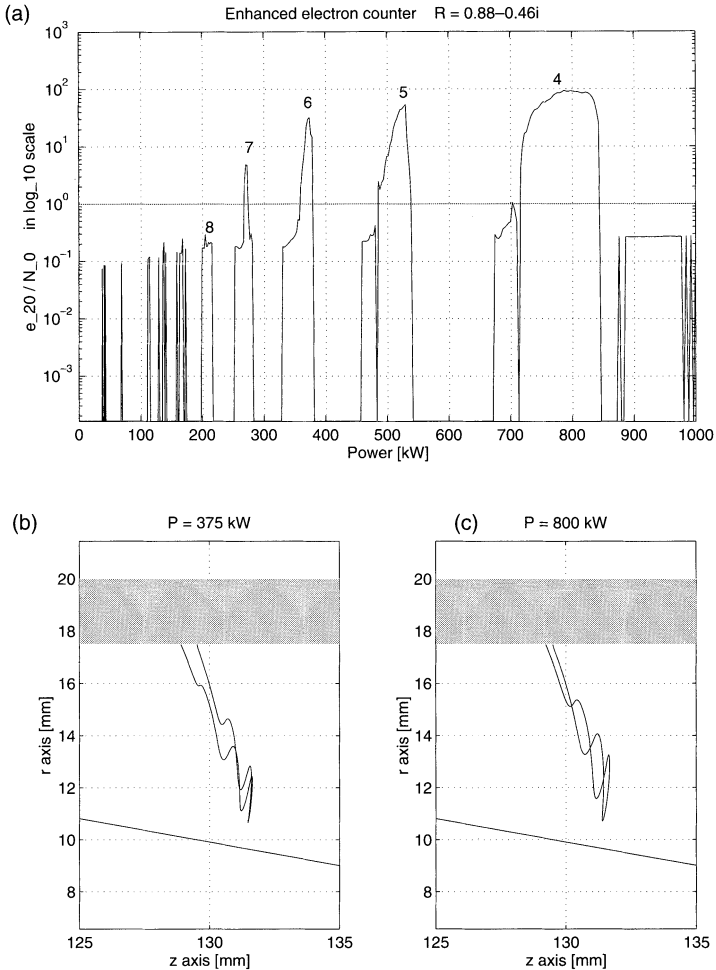 (a)
Enhanced electron counter R = 0.88–0.46i
e_20 / N_0 in log_10 scale
10^3
10^2
10^1
10^0
10^-1
10^-2
10^-3
8
7
6
5
4
0 100 200 300 400 500 600 700 800 900 1000
Power [kW]
(b)
P = 375 kW
r axis [mm]
20
18
16
14
12
10
8
125 130 135
z axis [mm]
(c)
P = 800 kW
r axis [mm]
20
18
16
14
12
10
8
125 130 135
z axis [mm]